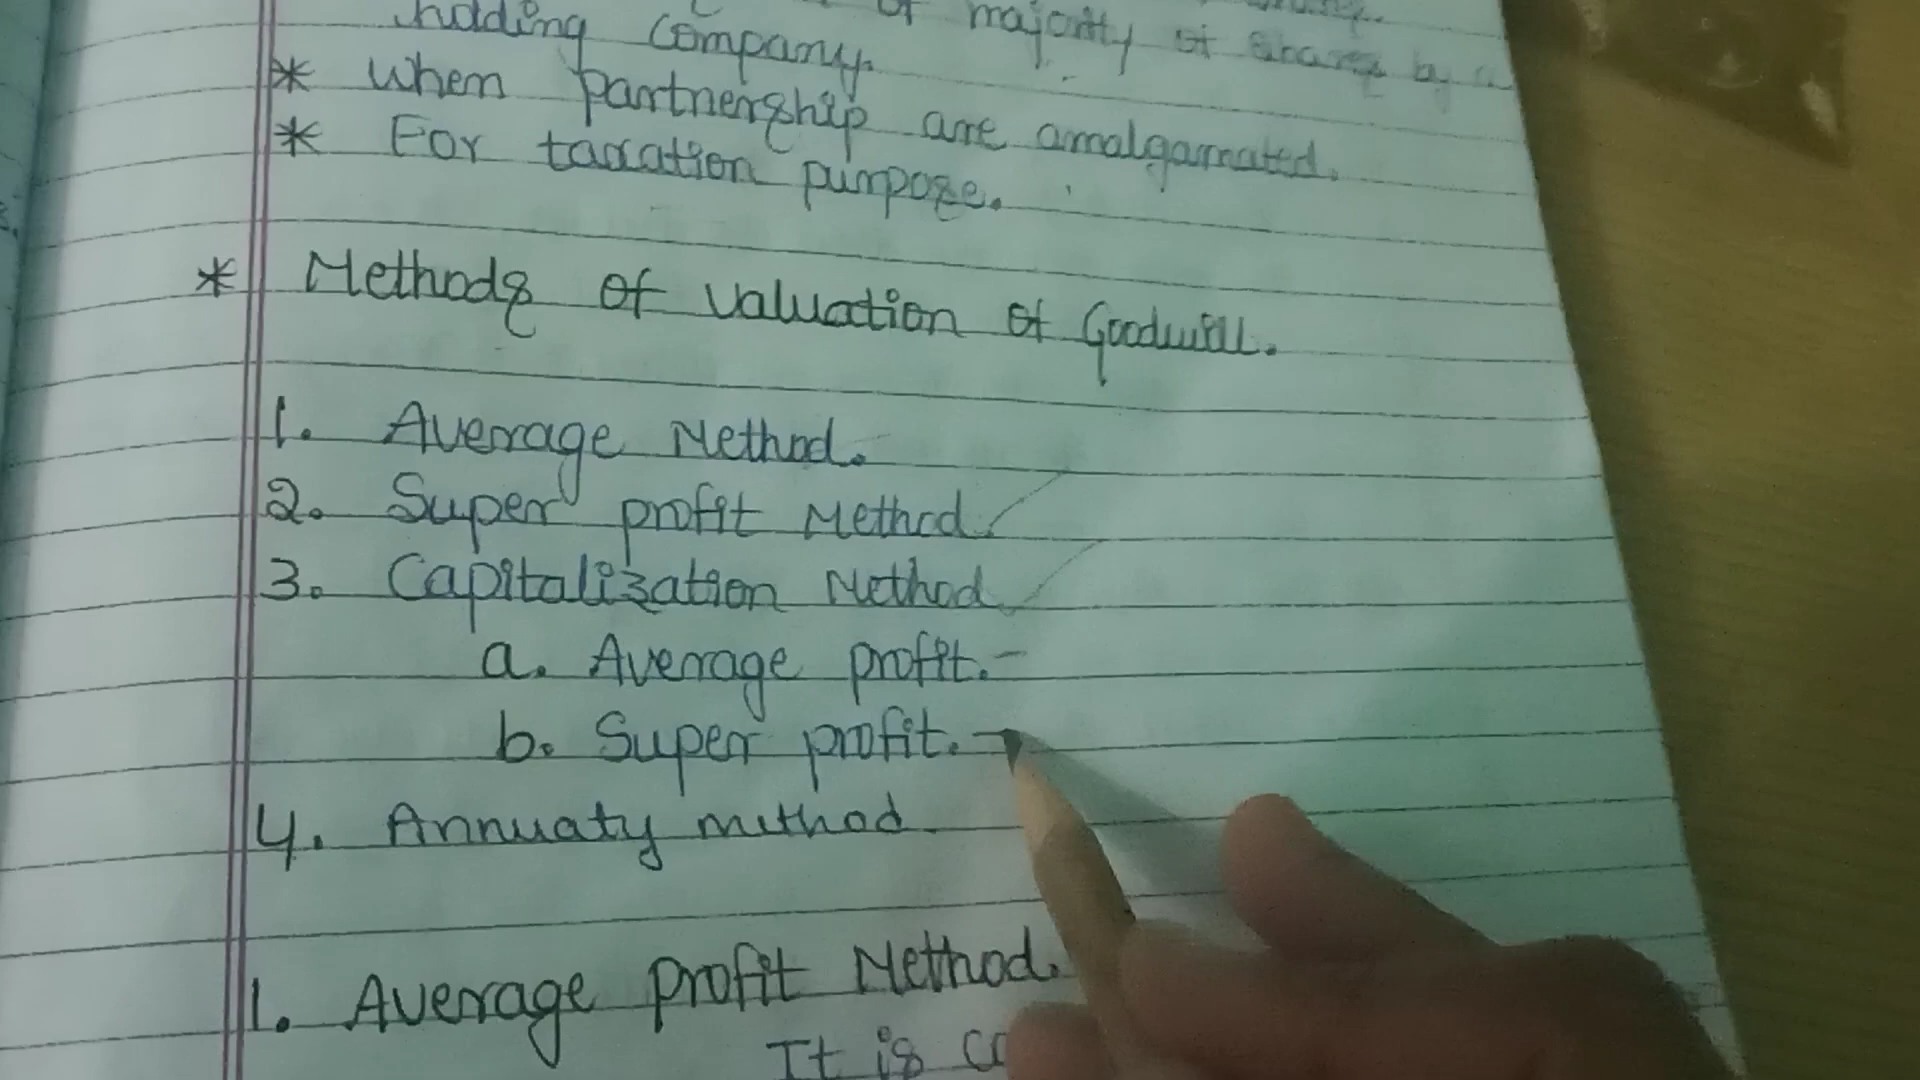 of majority of shares by a
holding company.
* when partnership are amalgamated.
* For taxation purpose.
* Methods of valuation of Goodwill.
1. Average Method.
2. Super profit Method
3. Capitalization Method
a. Average profit.-
b. Super profit.-
4. Annuaty method
1. Average profit Method.
It is